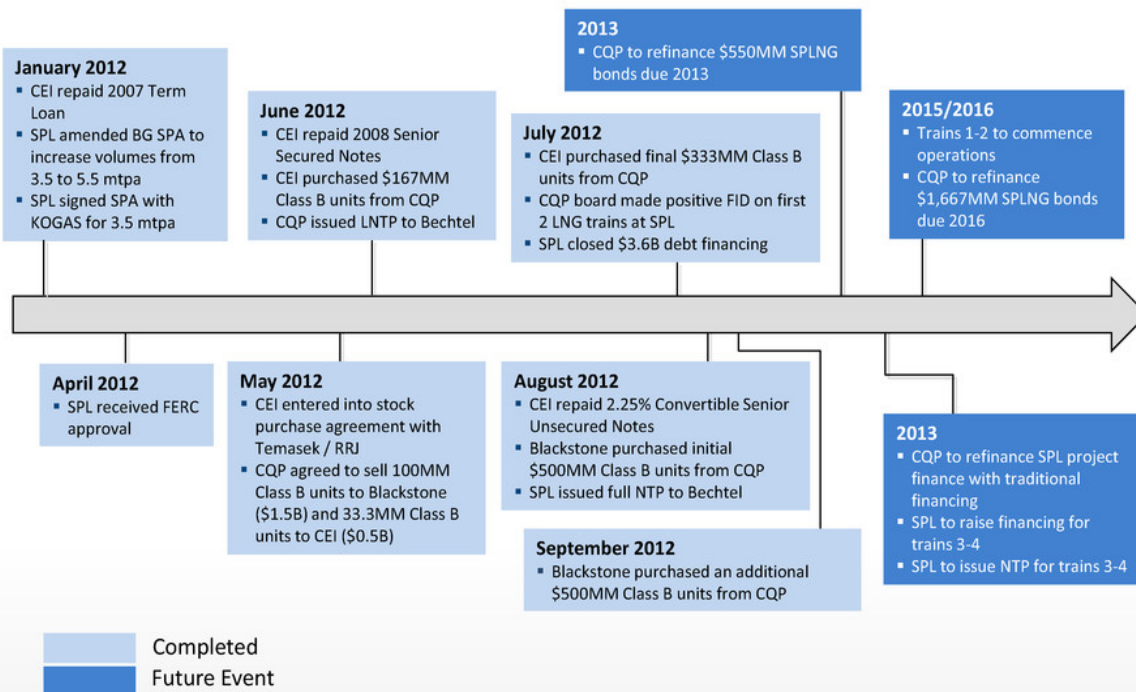 January 2012
▪ CEI repaid 2007 Term
Loan
▪ SPL amended BG SPA to
increase volumes from
3.5 to 5.5 mtpa
▪ SPL signed SPA with
KOGAS for 3.5 mtpa
June 2012
▪ CEI repaid 2008 Senior
Secured Notes
▪ CEI purchased $167MM
Class B units from CQP
▪ CQP issued LNTP to Bechtel
July 2012
▪ CEI purchased final $333MM Class B
units from CQP
▪ CQP board made positive FID on first
2 LNG trains at SPL
▪ SPL closed $3.6B debt financing
2013
▪ CQP to refinance $550MM SPLNG
bonds due 2013
2015/2016
▪ Trains 1-2 to commence
operations
▪ CQP to refinance
$1,667MM SPLNG bonds
due 2016
April 2012
▪ SPL received FERC
approval
May 2012
▪ CEI entered into stock
purchase agreement with
Temasek / RRJ
▪ CQP agreed to sell 100MM
Class B units to Blackstone
($1.5B) and 33.3MM Class B
units to CEI ($0.5B)
August 2012
▪ CEI repaid 2.25% Convertible Senior
Unsecured Notes
▪ Blackstone purchased initial
$500MM Class B units from CQP
▪ SPL issued full NTP to Bechtel
September 2012
▪ Blackstone purchased an additional
$500MM Class B units from CQP
2013
▪ CQP to refinance SPL project
finance with traditional
financing
▪ SPL to raise financing for
trains 3-4
▪ SPL to issue NTP for trains 3-4
Completed
Future Event